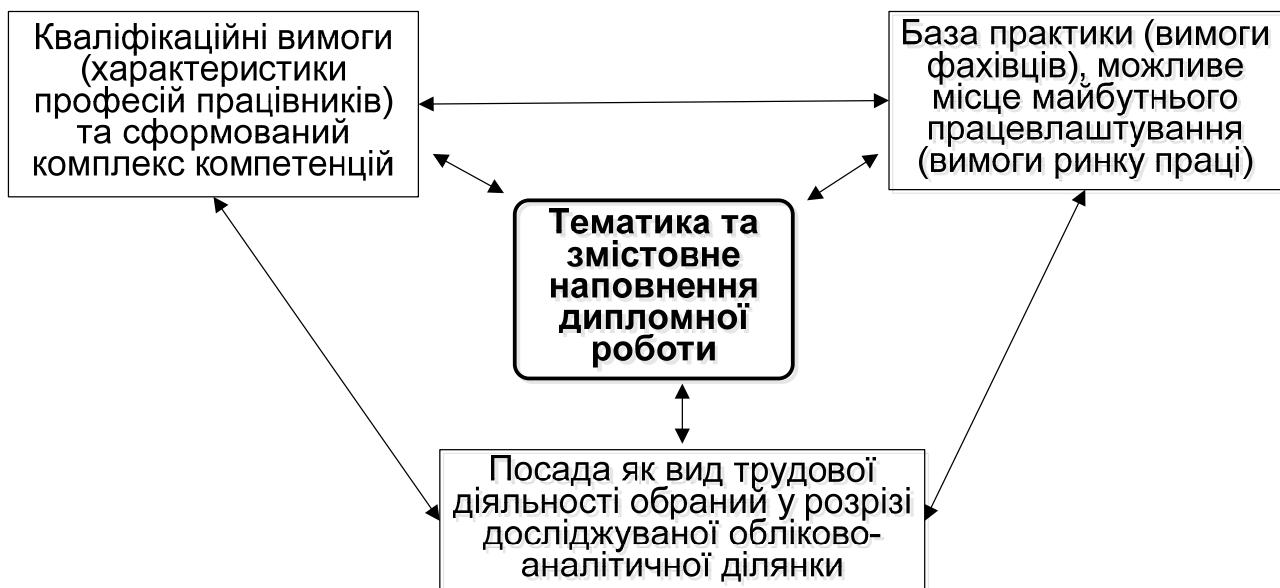 Кваліфікаційні вимоги
(характеристики
професій працівників)
та сформований
комплекс компетенцій
База практики (вимоги
фахівців), можливе
місце майбутнього
працевлаштування
(вимоги ринку праці)
Тематика та
змістовне
наповнення
дипломної
роботи
Посада як вид трудової
діяльності обраний у розрізі
досліджуваної обліково-
аналітичної ділянки